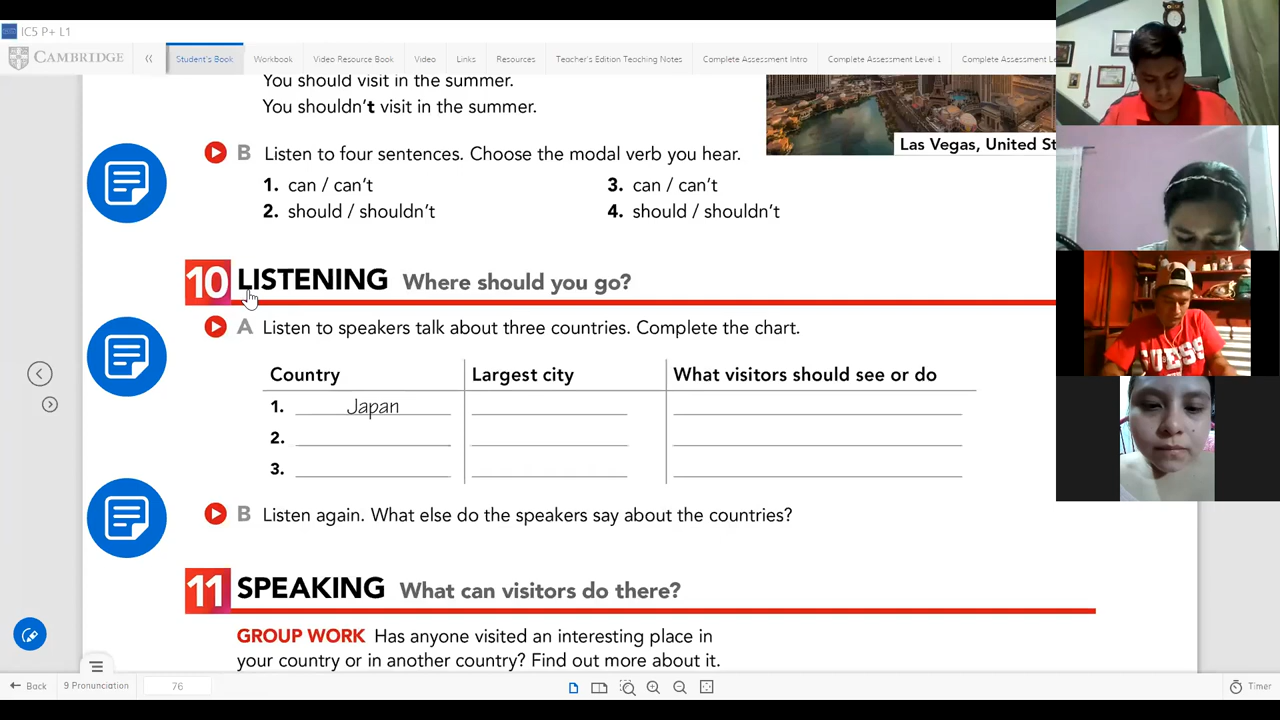 IC5 P+ L1
CAMBRIDGE
Student's Book
Workbook
Video Resource Book
Video
Links
Resources
Teacher's Edition Teaching Notes
Complete Assessment Intro
Complete Assessment Level 1
You should visit in the summer.
You shouldn't visit in the summer.
Las Vegas, United St
B Listen to four sentences. Choose the modal verb you hear.
1. can / can't
3. can / can't
2. should / shouldn't
4. should / shouldn't
10 LISTENING Where should you go?
A Listen to speakers talk about three countries. Complete the chart.
Country Largest city What visitors should see or do
1. Japan
2.
3.
B Listen again. What else do the speakers say about the countries?
11 SPEAKING What can visitors do there?
GROUP WORK Has anyone visited an interesting place in
your country or in another country? Find out more about it.
Back
9 Pronunciation
76
Timer